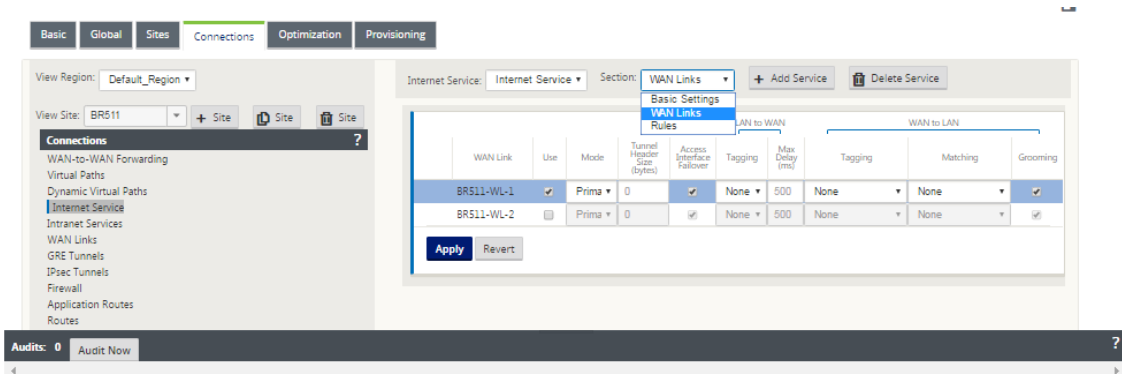 Basic Global Sites Connections Optimization Provisioning
View Region: Default_Region
Internet Service: Internet Service Section: WAN Links + Add Service Delete Service
Basic Settings
WAN Links
Rules
View Site: BR511 + Site Site Site
Connections ?
WAN-to-WAN Forwarding
Virtual Paths
Dynamic Virtual Paths
Internet Service
Intranet Services
WAN Links
GRE Tunnels
IPsec Tunnels
Firewall
Application Routes
Routes
LAN to WAN WAN to LAN
WAN Link Use Mode Tunnel Header Size (bytes) Access Interface Failover Tagging Max Delay (ms) Tagging Matching Grooming
BR511-WL-1 Prima 0 None 500 None None
BR511-WL-2 Prima 0 None 500 None None
Apply Revert
Audits: 0 Audit Now ?